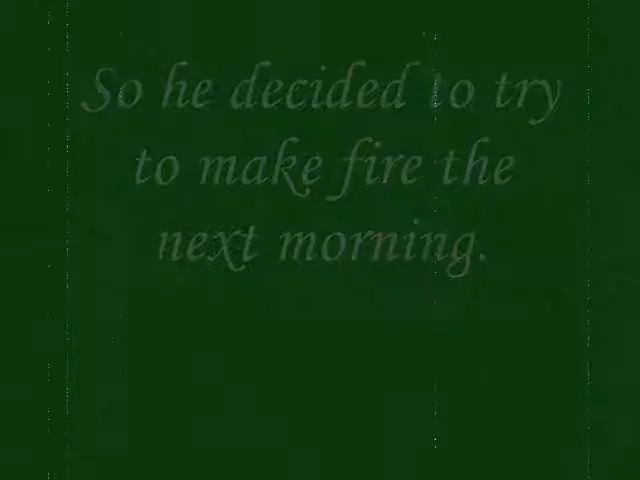 So he decided to try
to make fire the
next morning.